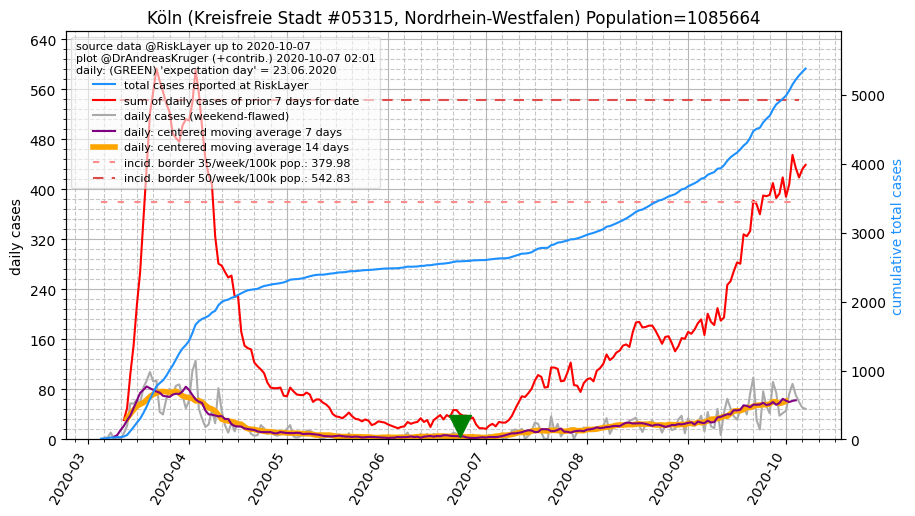 Köln (Kreisfreie Stadt #05315, Nordrhein-Westfalen) Population=1085664
source data @RiskLayer up to 2020-10-07
plot @DrAndreasKruger (+contrib.) 2020-10-07 02:01
daily: (GREEN) 'expectation day' = 23.06.2020
total cases reported at RiskLayer
sum of daily cases of prior 7 days for date
daily cases (weekend-flawed)
daily: centered moving average 7 days
daily: centered moving average 14 days
incid. border 35/week/100k pop.: 379.98
incid. border 50/week/100k pop.: 542.83
daily cases
640
560
480
400
320
240
160
80
0
cumulative total cases
5000
4000
3000
2000
1000
0
2020-03
2020-04
2020-05
2020-06
2020-07
2020-08
2020-09
2020-10